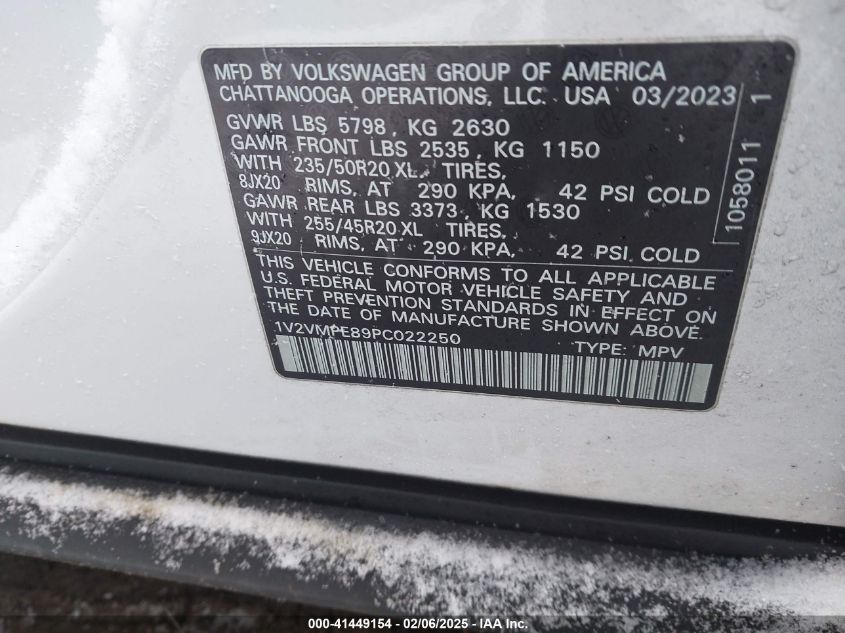 MFD BY VOLKSWAGEN GROUP OF AMERICA
CHATTANOOGA OPERATIONS, LLC. USA 03/2023
GVWR LBS 5798, KG 2630
GAWR FRONT LBS 2535, KG 1150
WITH 235/50R20 XL TIRES,
8JX20 RIMS, AT 290 KPA, 42 PSI COLD
GAWR REAR LBS 3373, KG 1530
WITH 255/45R20 XL TIRES,
9JX20 RIMS, AT 290 KPA, 42 PSI COLD
THIS VEHICLE CONFORMS TO ALL APPLICABLE
U.S. FEDERAL MOTOR VEHICLE SAFETY AND
THEFT PREVENTION STANDARDS IN EFFECT ON
THE DATE OF MANUFACTURE SHOWN ABOVE.
1V2VMPE89PC022250 TYPE: MPV
1058011 1
000-41449154 - 02/06/2025 - IAA Inc.